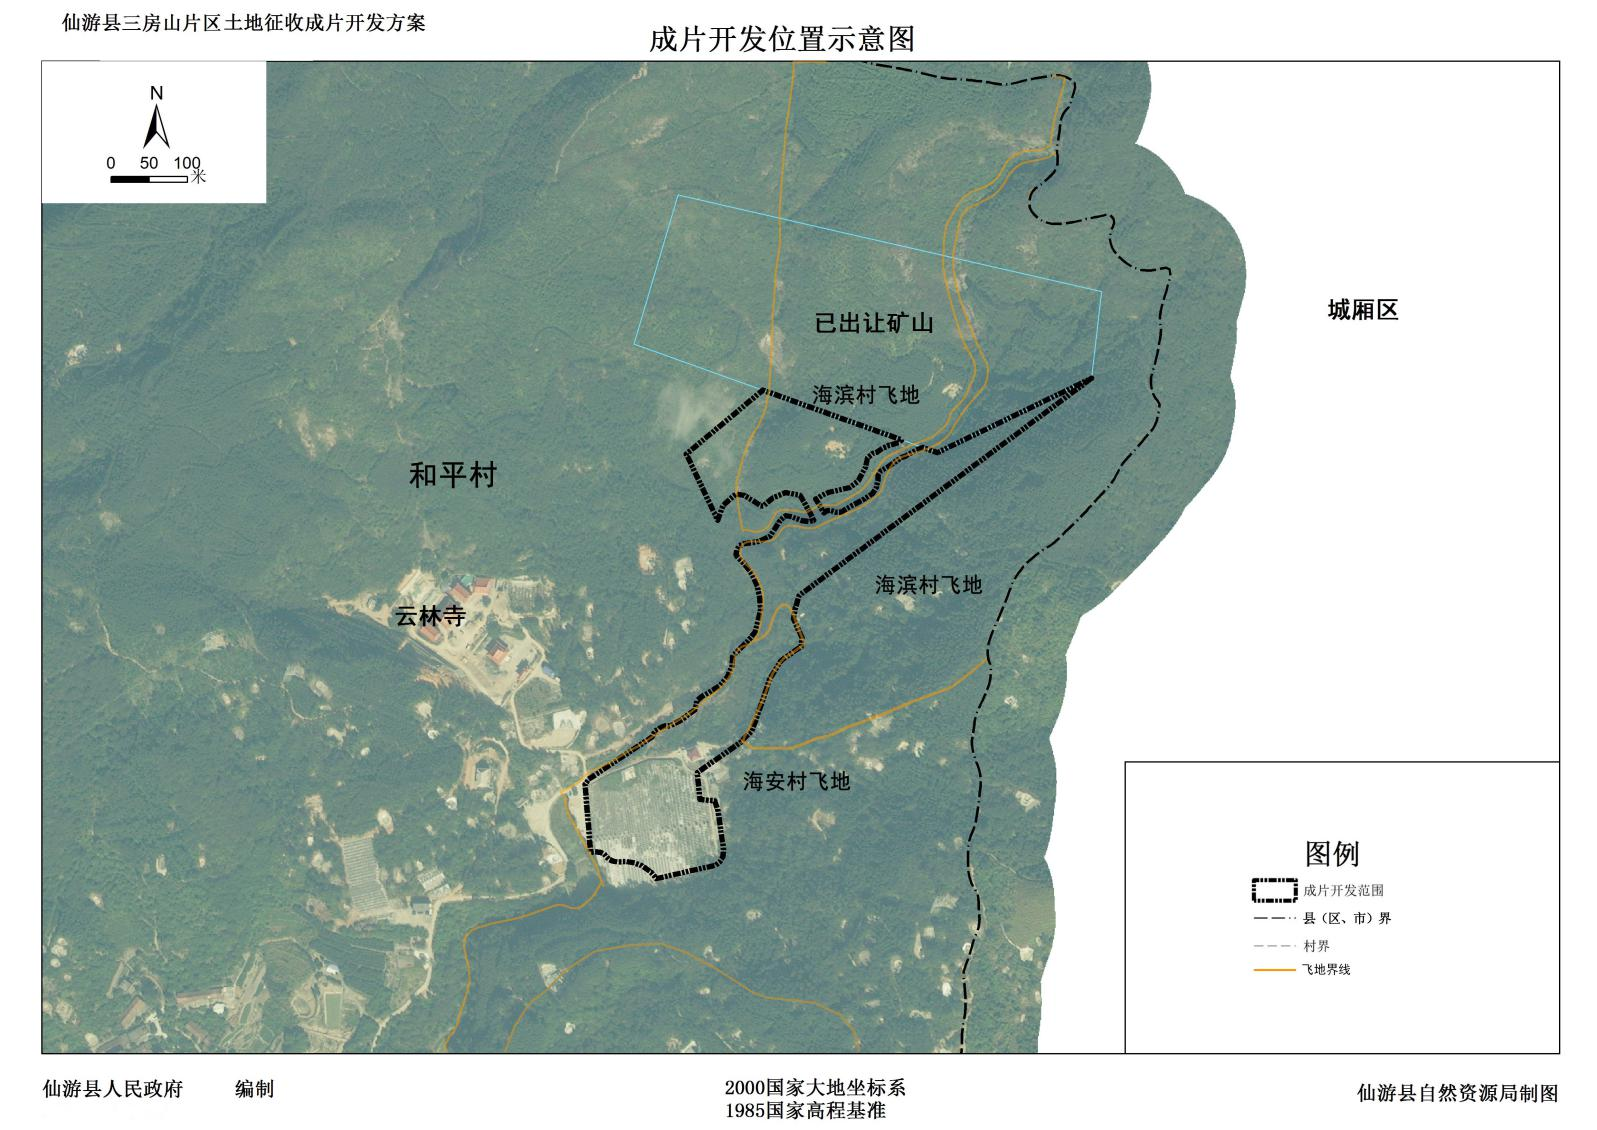 仙游县三房山片区土地征收成片开发方案
成片开发位置示意图
N
0 50 100
米
城厢区
已出让矿山
海滨村飞地
和平村
海滨村飞地
云林寺
海安村飞地
图例
成片开发范围
县（区、市）界
村界
飞地界线
仙游县人民政府 编制
2000国家大地坐标系
1985国家高程基准
仙游县自然资源局制图